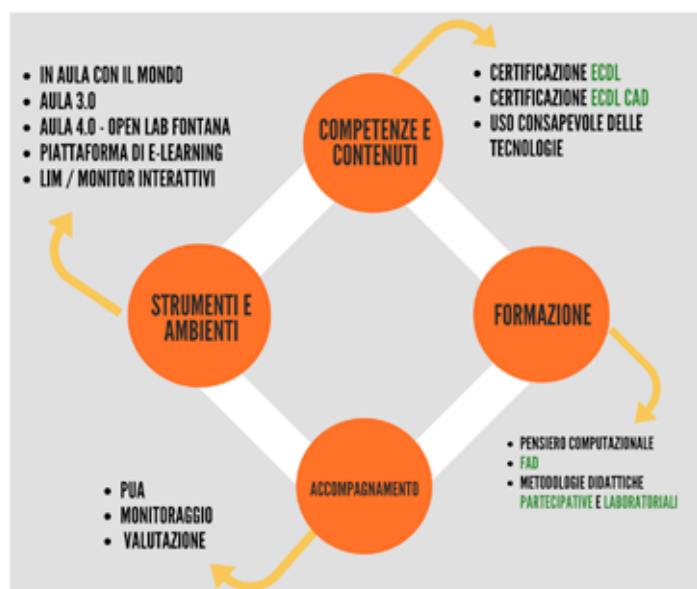 IN AULA CON IL MONDO
AULA 3.0
AULA 4.0 - OPEN LAB FONTANA
PIATTAFORMA DI E-LEARNING
LIM / MONITOR INTERATTIVI
CERTIFICAZIONE ECDL
CERTIFICAZIONE ECDL CAD
USO CONSAPEVOLE DELLE
TECNOLOGIE
COMPETENZE E
CONTENUTI
STRUMENTI E
AMBIENTI
FORMAZIONE
ACCOMPAGNAMENTO
PENSIERO COMPUTAZIONALE
FAD
METODOLOGIE DIDATTICHE
PARTECIPATIVE E LABORATORIALI
PUA
MONITORAGGIO
VALUTAZIONE